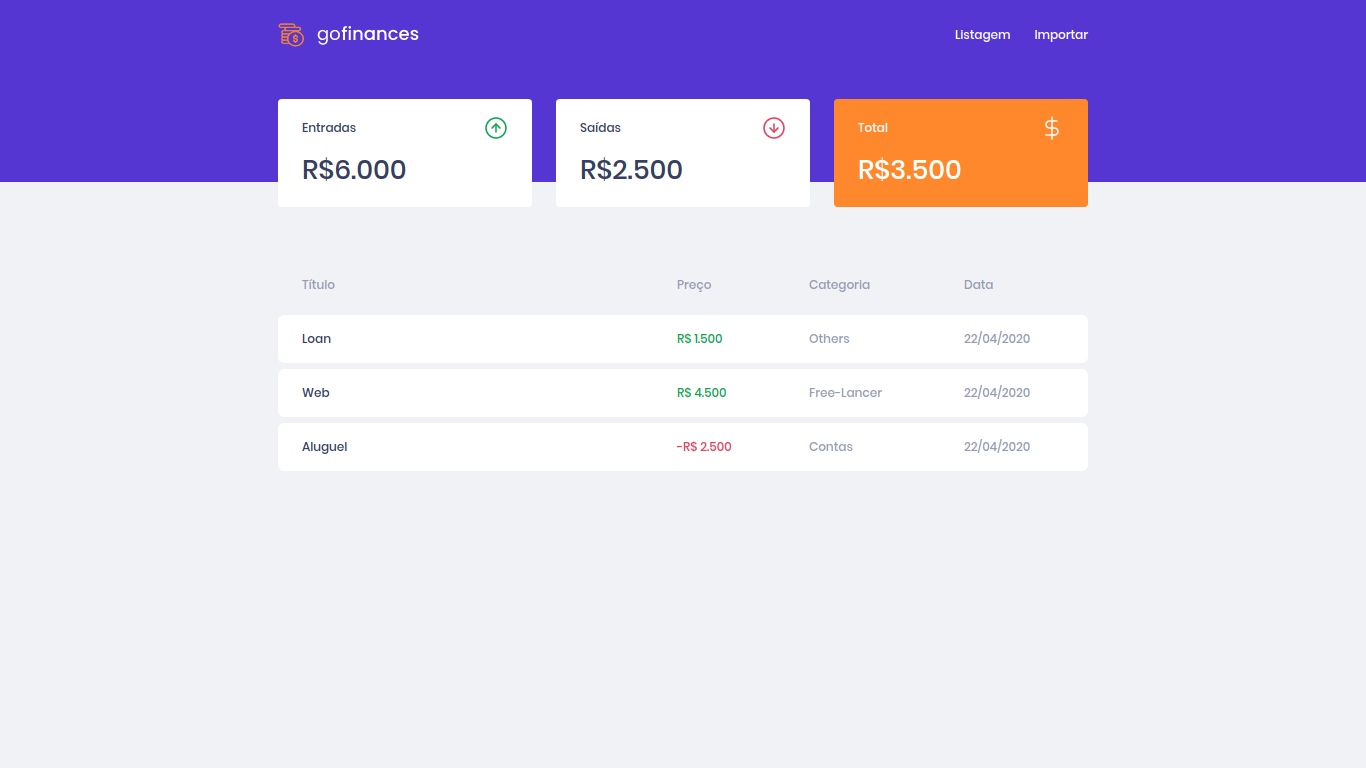 gofinances Listagem Importar
Entradas Saídas Total
R$6.000 R$2.500 R$3.500
Título Preço Categoria Data
Loan R$ 1.500 Others 22/04/2020
Web R$ 4.500 Free-Lancer 22/04/2020
Aluguel -R$ 2.500 Contas 22/04/2020